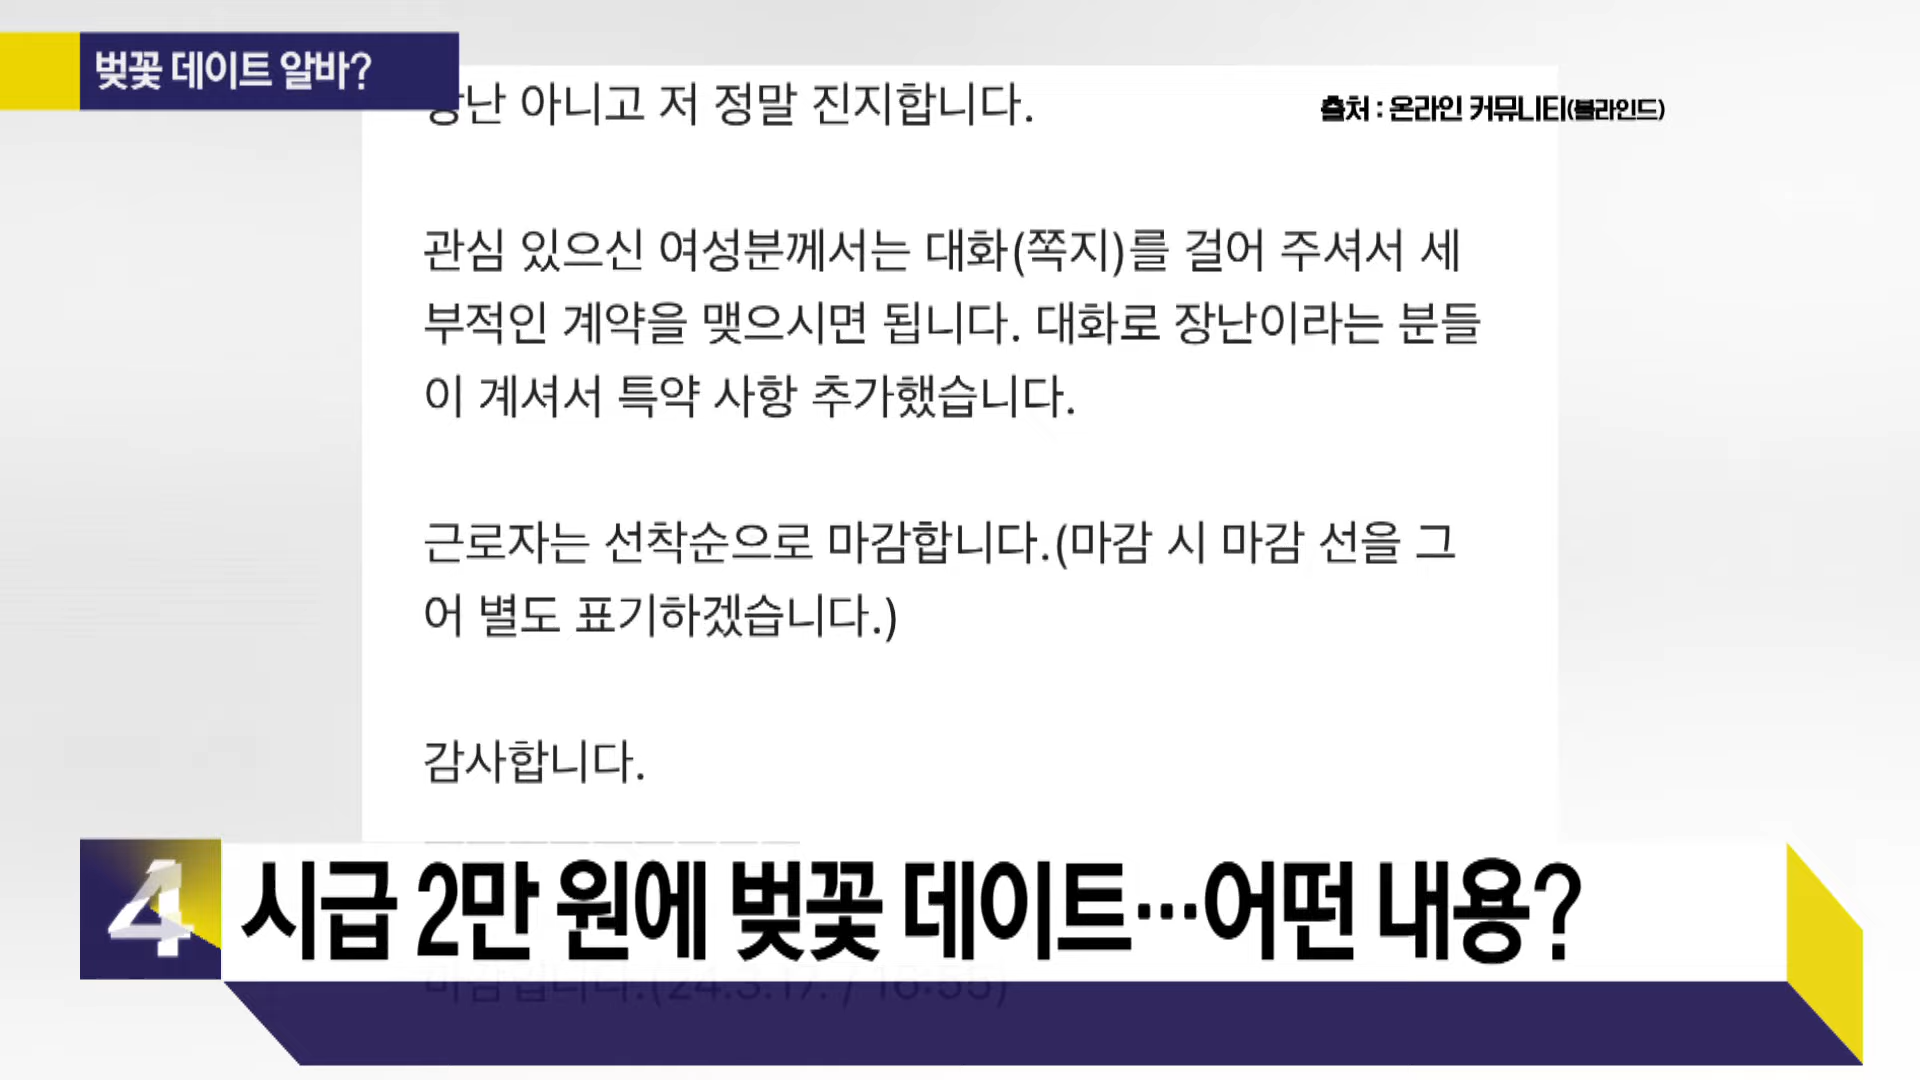 벚꽃 데이트 알바?
출처 : 온라인 커뮤니티(블라인드)
아니고 저 정말 진지합니다.
관심 있으신 여성분께서는 대화(쪽지)를 걸어 주셔서 세
부적인 계약을 맺으시면 됩니다. 대화로 장난이라는 분들
이 계셔서 특약 사항 추가했습니다.
근로자는 선착순으로 마감합니다.(마감 시 마감 선을 그
어 별도 표기하겠습니다.)
감사합니다.
4
시급 2만 원에 벚꽃 데이트…어떤 내용?